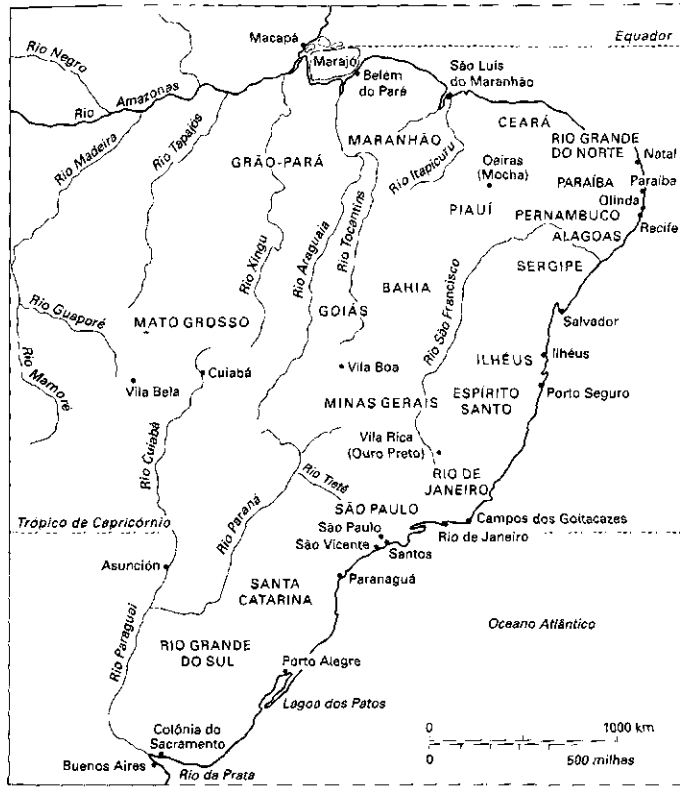 Equador
Macapá
Marajó
Rio Negro
Belém
do Pará
São Luís
do Maranhão
Rio Amazonas
CEARÁ
Rio Madeira
Rio Tapajós
MARANHÃO
RIO GRANDE
DO NORTE
Natal
GRÃO-PARÁ
Rio Itapicuru
Oeiras
(Mocha)
PARAÍBA
Paraíba
Olinda
PIAUÍ
PERNAMBUCO
Recife
ALAGOAS
Rio Xingu
Rio Araguaia
Rio Tocantins
SERGIPE
BAHIA
Rio São Francisco
Rio Guaporé
MATO GROSSO
GOIÁS
Salvador
Rio Mamoré
Vila Bela
Cuiabá
Vila Boa
ILHÉUS
Ilhéus
MINAS GERAIS
ESPÍRITO
SANTO
Porto Seguro
Rio Cuiabá
Vila Rica
(Ouro Preto)
Rio Tietê
RIO DE
JANEIRO
Rio Paraná
SÃO PAULO
Trópico de Capricórnio
São Paulo
Campos dos Goitacazes
Rio de Janeiro
São Vicente
Santos
Asunción
Paranaguá
SANTA
CATARINA
Rio Paraguai
Oceano Atlântico
RIO GRANDE
DO SUL
Porto Alegre
Lagoa dos Patos
0 1000 km
0 500 milhas
Colónia do
Sacramento
Buenos Aires
Rio da Prata